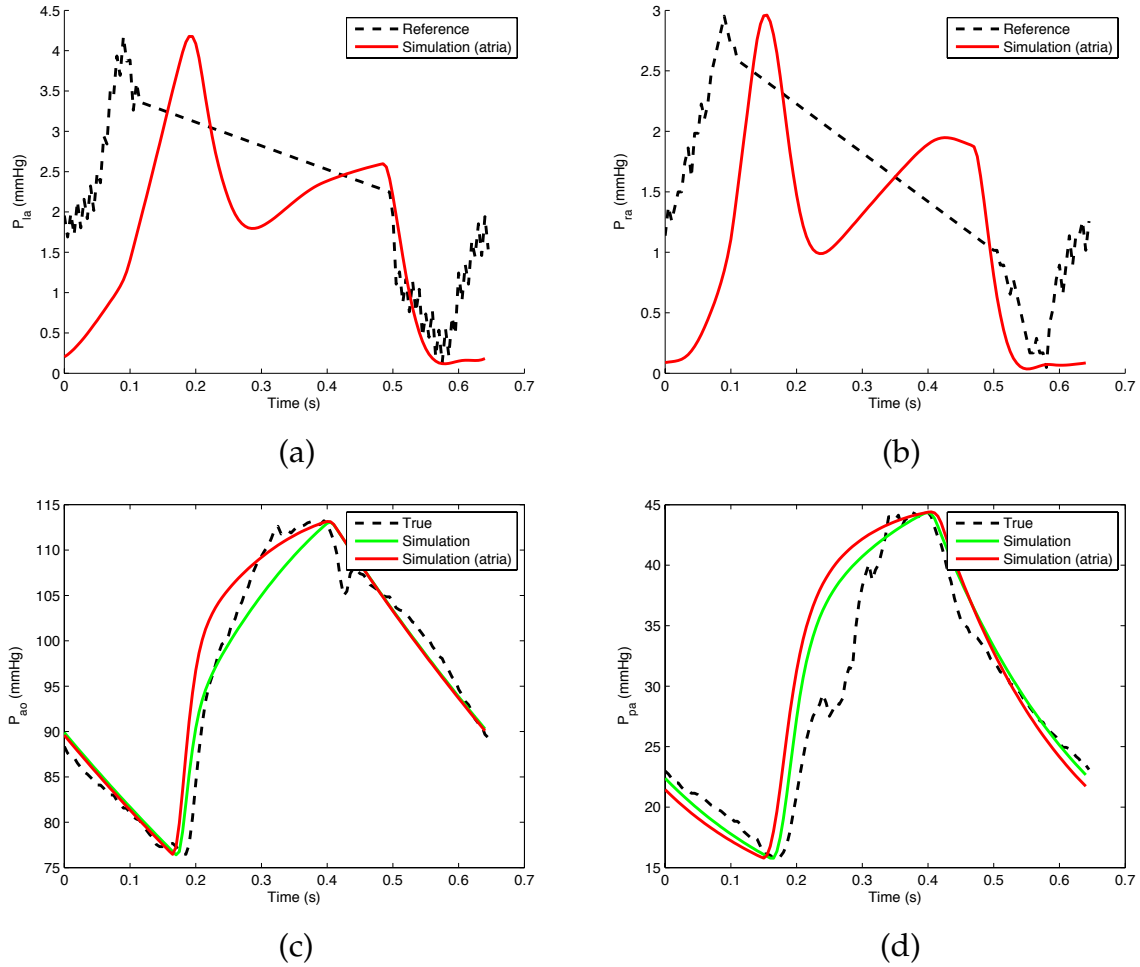 4.5
4
3.5
3
2.5
2
1.5
1
0.5
0
P_la (mmHg)
0 0.1 0.2 0.3 0.4 0.5 0.6 0.7
Time (s)
Reference
Simulation (atria)
(a)
3
2.5
2
1.5
1
0.5
0
P_ra (mmHg)
0 0.1 0.2 0.3 0.4 0.5 0.6 0.7
Time (s)
Reference
Simulation (atria)
(b)
115
110
105
100
95
90
85
80
75
P_ao (mmHg)
0 0.1 0.2 0.3 0.4 0.5 0.6 0.7
Time (s)
True
Simulation
Simulation (atria)
(c)
45
40
35
30
25
20
15
P_pa (mmHg)
0 0.1 0.2 0.3 0.4 0.5 0.6 0.7
Time (s)
True
Simulation
Simulation (atria)
(d)